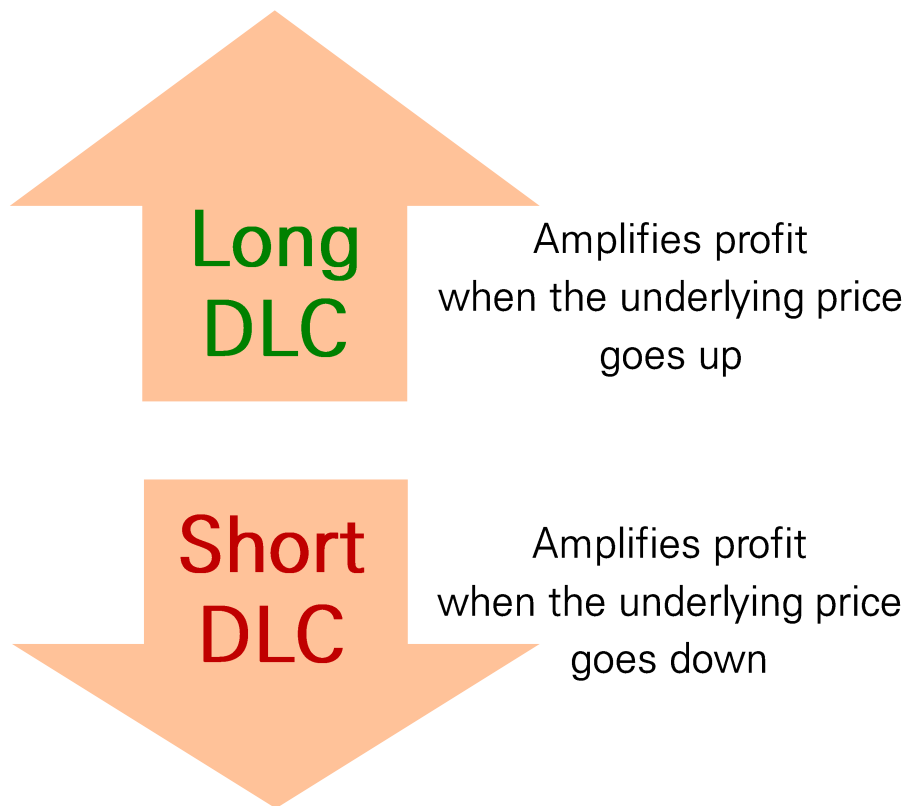 Long
DLC
Amplifies profit
when the underlying price
goes up
Short
DLC
Amplifies profit
when the underlying price
goes down